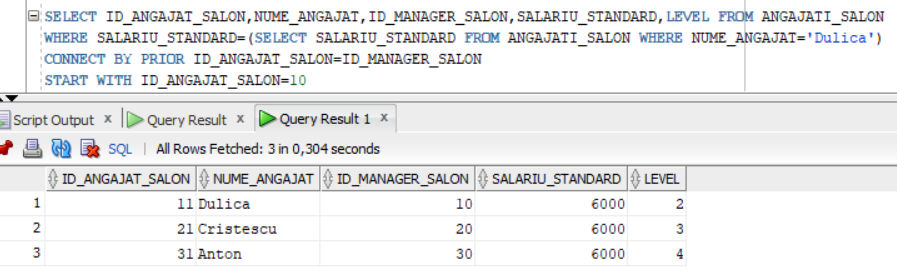 SELECT ID_ANGAJAT_SALON,NUME_ANGAJAT,ID_MANAGER_SALON,SALARIU_STANDARD,LEVEL FROM ANGAJATI_SALON
WHERE SALARIU_STANDARD=(SELECT SALARIU_STANDARD FROM ANGAJATI_SALON WHERE NUME_ANGAJAT='Dulica')
CONNECT BY PRIOR ID_ANGAJAT_SALON=ID_MANAGER_SALON
START WITH ID_ANGAJAT_SALON=10
Script Output x Query Result x Query Result 1 x
SQL | All Rows Fetched: 3 in 0,304 seconds
ID_ANGAJAT_SALON NUME_ANGAJAT ID_MANAGER_SALON SALARIU_STANDARD LEVEL
1 11 Dulica 10 6000 2
2 21 Cristescu 20 6000 3
3 31 Anton 30 6000 4